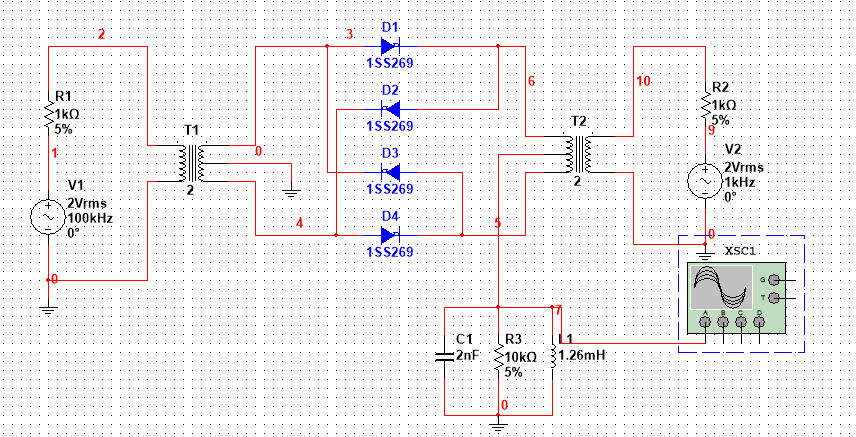 2
3
D1
1SS269
6
10
R1
1kΩ
5%
D2
1SS269
R2
1kΩ
5%
9
T1
T2
1
0
D3
1SS269
V2
2Vrms
1kHz
0°
V1
2Vrms
100kHz
0°
2
2
4
D4
1SS269
5
0
XSC1
G
T
A B C D
0
7
C1
2nF
R3
10kΩ
5%
L1
1.26mH
0